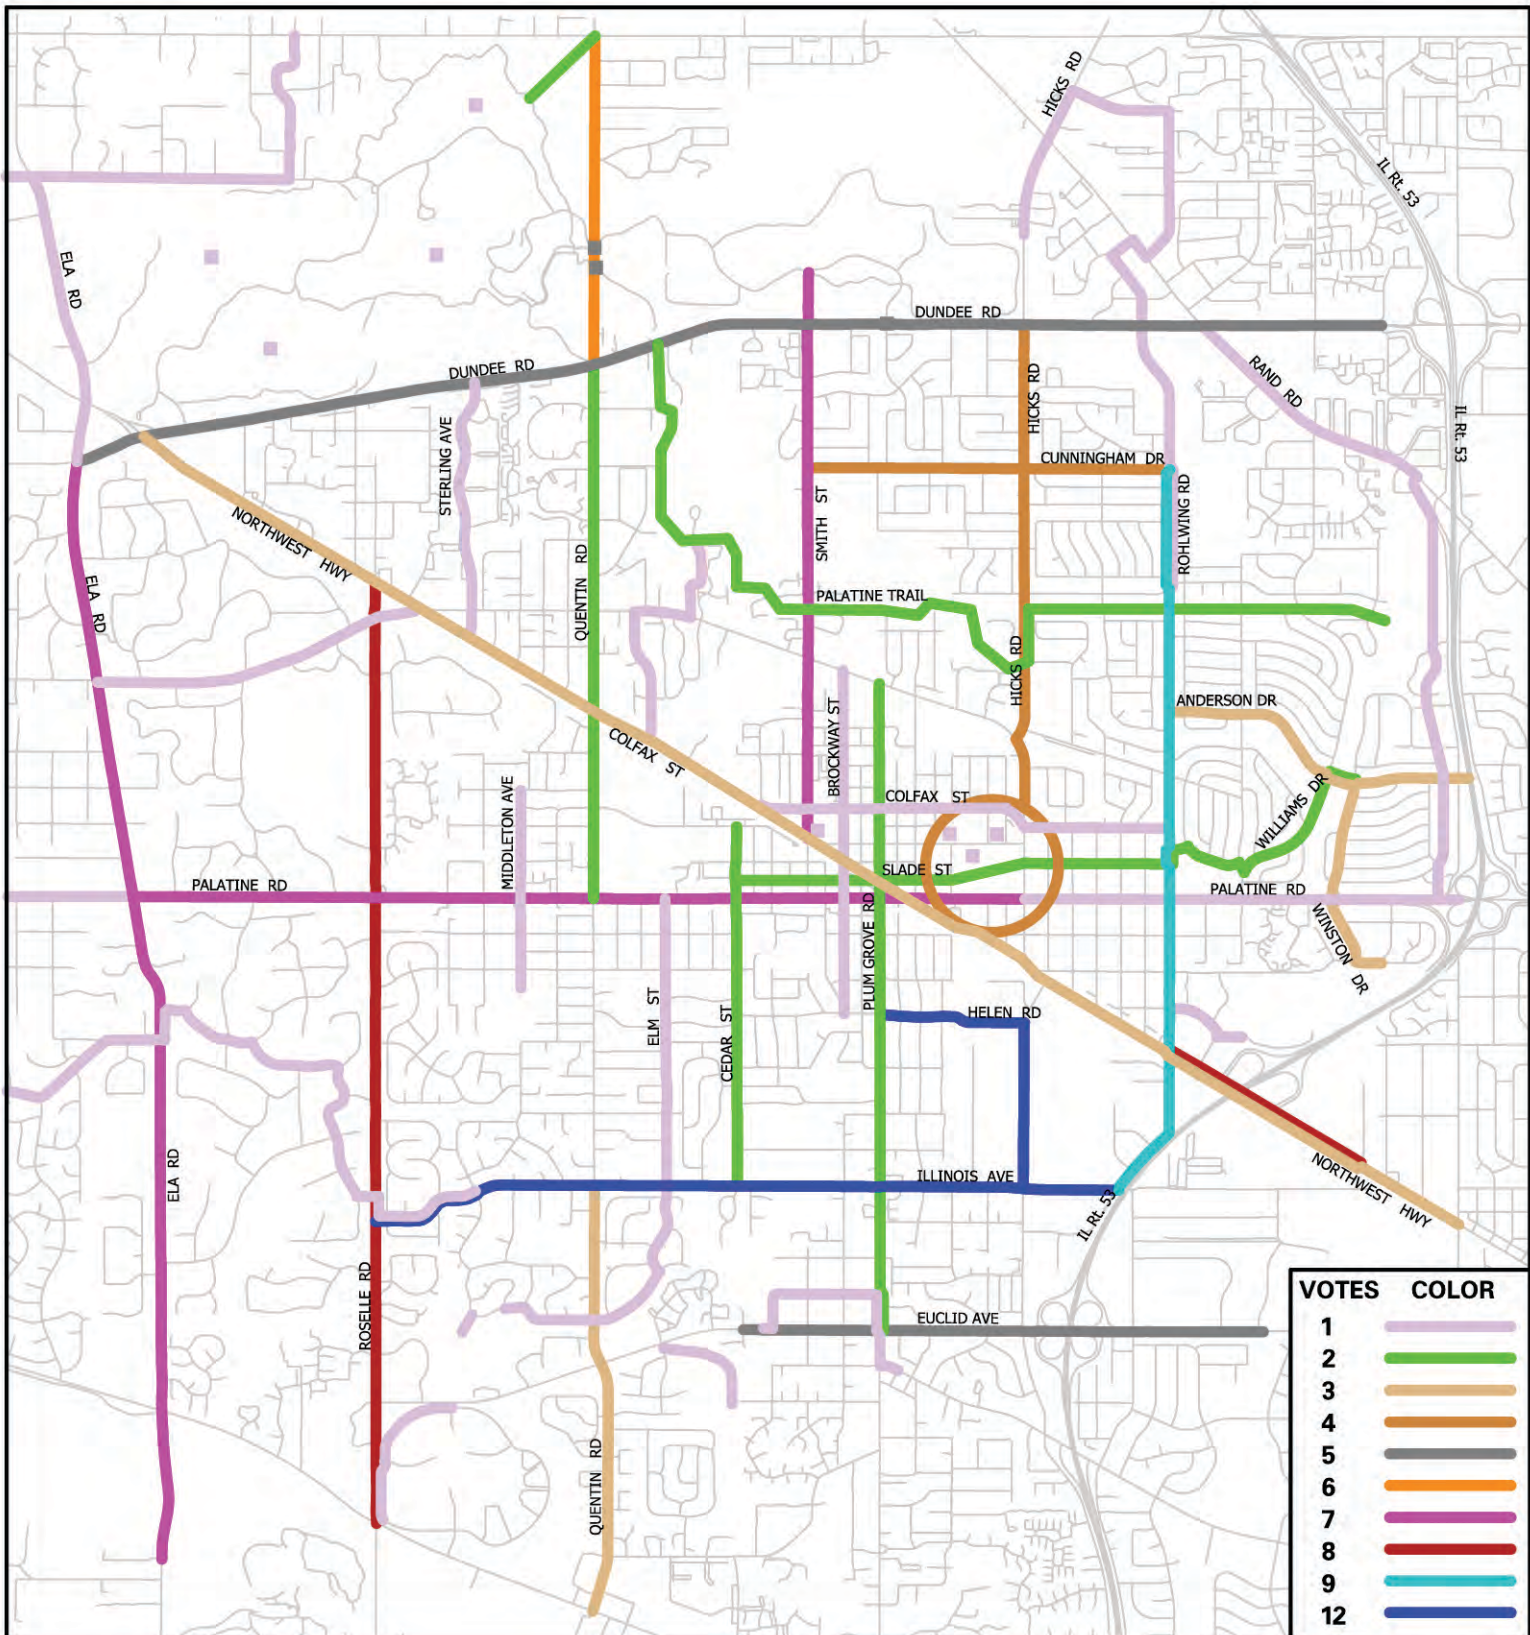 HICKS RD
IL Rt. 53
ELA RD
DUNDEE RD
DUNDEE RD
RAND RD
HICKS RD
IL Rt. 53
STERLING AVE
CUNNINGHAM DR
ROHLWING RD
NORTHWEST HWY
SMITH ST
QUENTIN RD
ELA RD
PALATINE TRAIL
HICKS RD
ANDERSON DR
BROCKWAY ST
COLFAX ST
MIDDLETON AVE
COLFAX ST
WILLIAMS DR
SLADE ST
PALATINE RD
PALATINE RD
PLUM GROVE RD
WINSTON DR
ELM ST
CEDAR ST
HELEN RD
ELA RD
ILLINOIS AVE
NORTHWEST HWY
IL Rt. 53
ROSELLE RD
EUCLID AVE
QUENTIN RD
VOTES COLOR
1
2
3
4
5
6
7
8
9
12